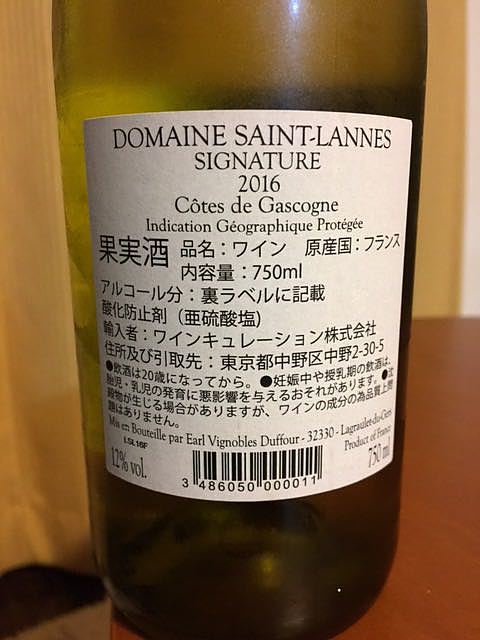 DOMAINE SAINT-LANNES
SIGNATURE
2016
Côtes de Gascogne
Indication Géographique Protégée
果実酒 品名：ワイン 原産国：フランス
内容量：750ml
アルコール分：裏ラベルに記載
酸化防止剤（亜硫酸塩）
輸入者：ワインキュレーション株式会社
住所及び引取先：東京都中野区中野2-30-5
●飲酒は20歳になってから。●妊娠中や授乳期の飲酒は、
胎児・乳児の発育に悪影響を与えるおそれがあります。●沈
殿物が生じる場合がありますが、ワインの成分の為品質上問
題はありません。
Mis en Bouteille par Earl Vignobles Duffour - 32330 - Lagraulet-du-Gers
LSL16F
Product of France
12% vol.
750 ml
3 486050 000011